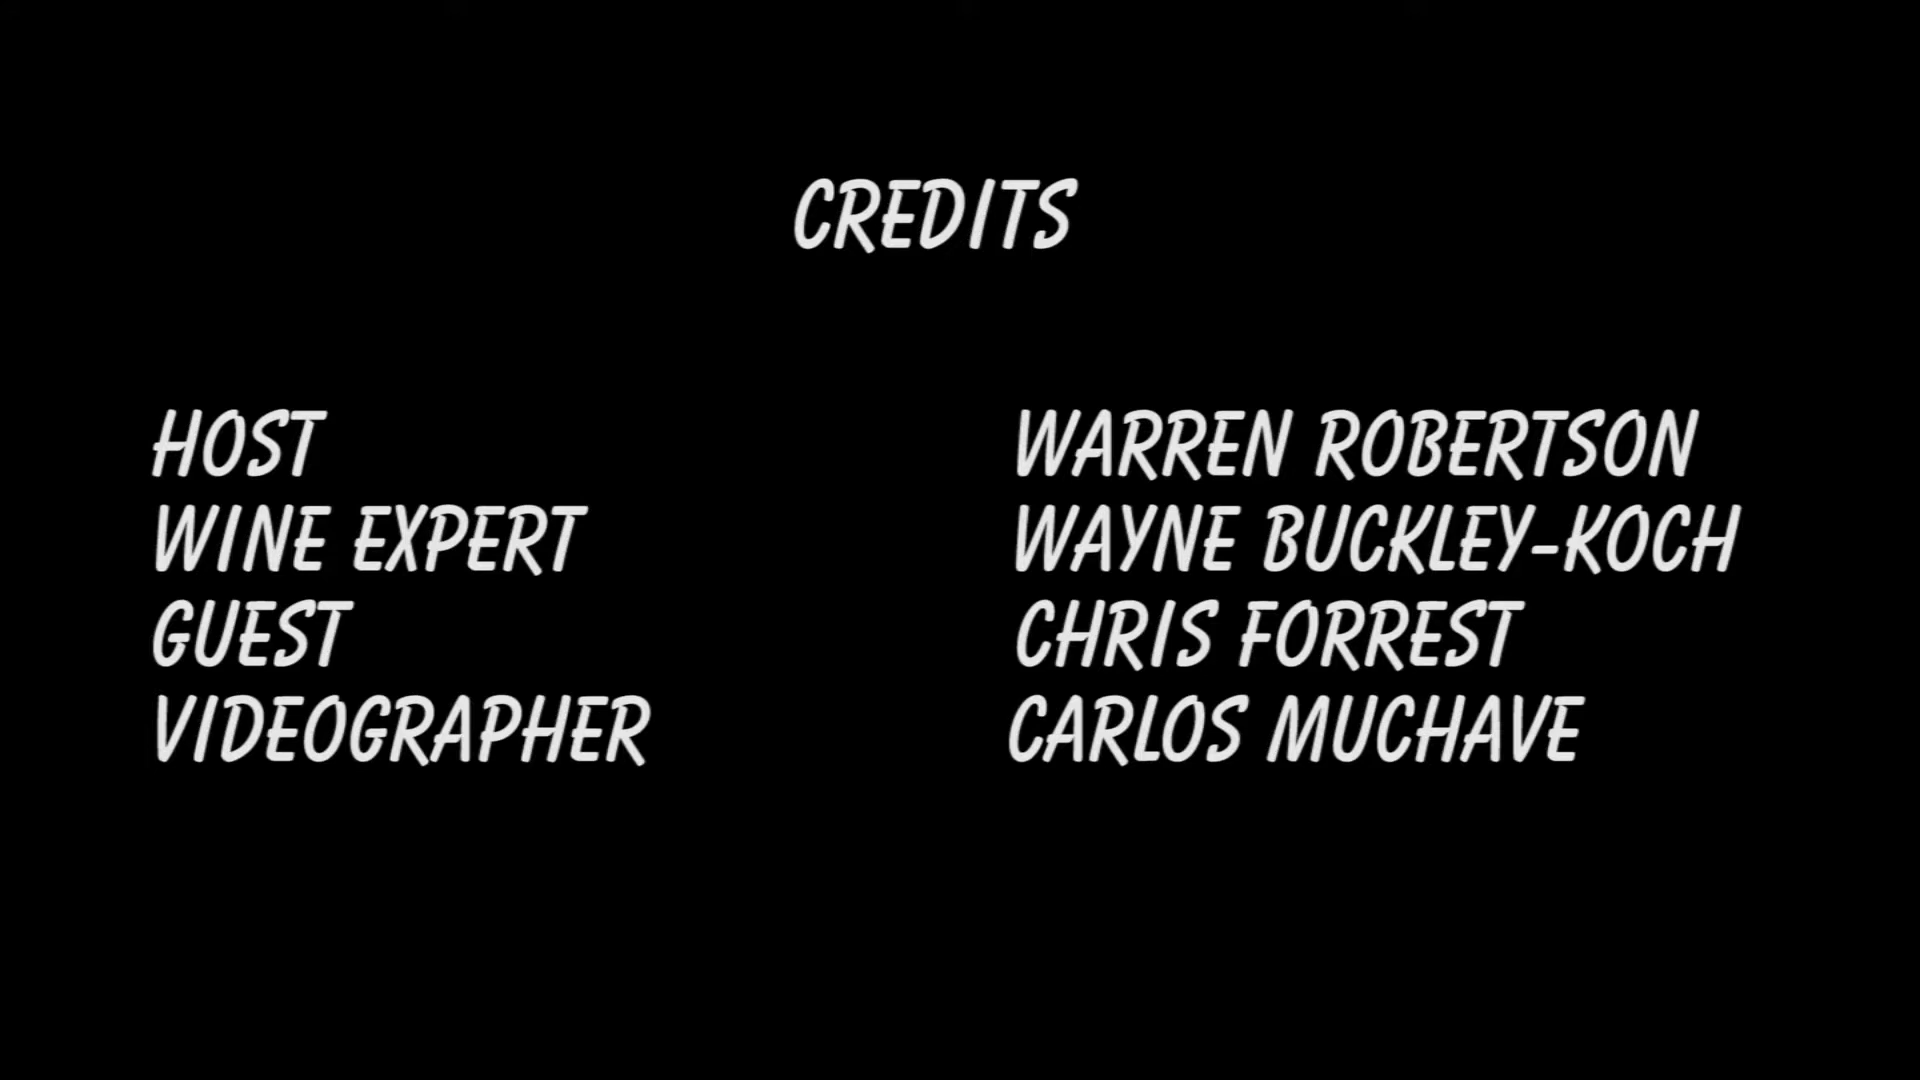 CREDITS
HOST WARREN ROBERTSON
WINE EXPERT WAYNE BUCKLEY-KOCH
GUEST CHRIS FORREST
VIDEOGRAPHER CARLOS MUCHAVE